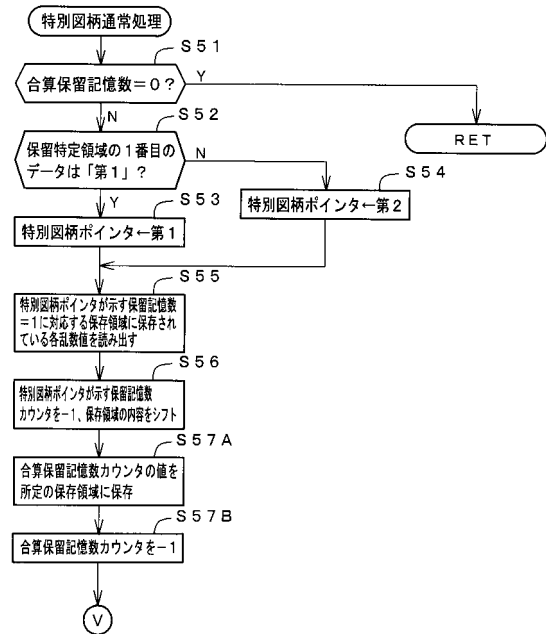 特別図柄通常処理
S51
合算保留記憶数=0?
Y
N
S52
RET
保留特定領域の1番目の
データは「第1」?
N
Y
S53
S54
特別図柄ポインタ←第1
特別図柄ポインタ←第2
S55
特別図柄ポインタが示す保留記憶数
=1に対応する保存領域に保存され
ている各乱数値を読み出す
S56
特別図柄ポインタが示す保留記憶数
カウンタを-1、保存領域の内容をシフト
S57A
合算保留記憶数カウンタの値を
所定の保存領域に保存
S57B
合算保留記憶数カウンタを-1
V